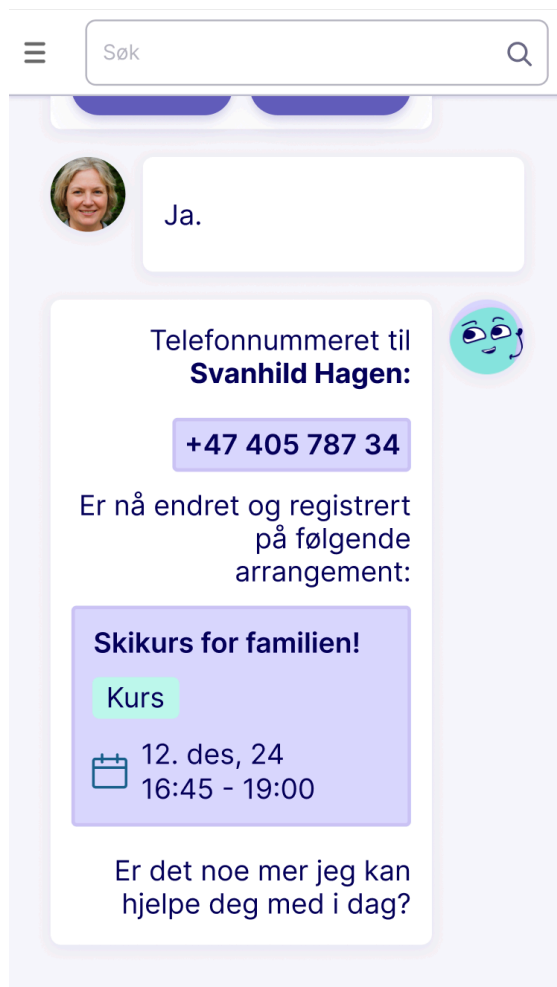 Søk
Ja.
Telefonnummeret til
Svanhild Hagen:
+47 405 787 34
Er nå endret og registrert
på følgende
arrangement:
Skikurs for familien!
Kurs
12. des, 24
16:45 - 19:00
Er det noe mer jeg kan
hjelpe deg med i dag?